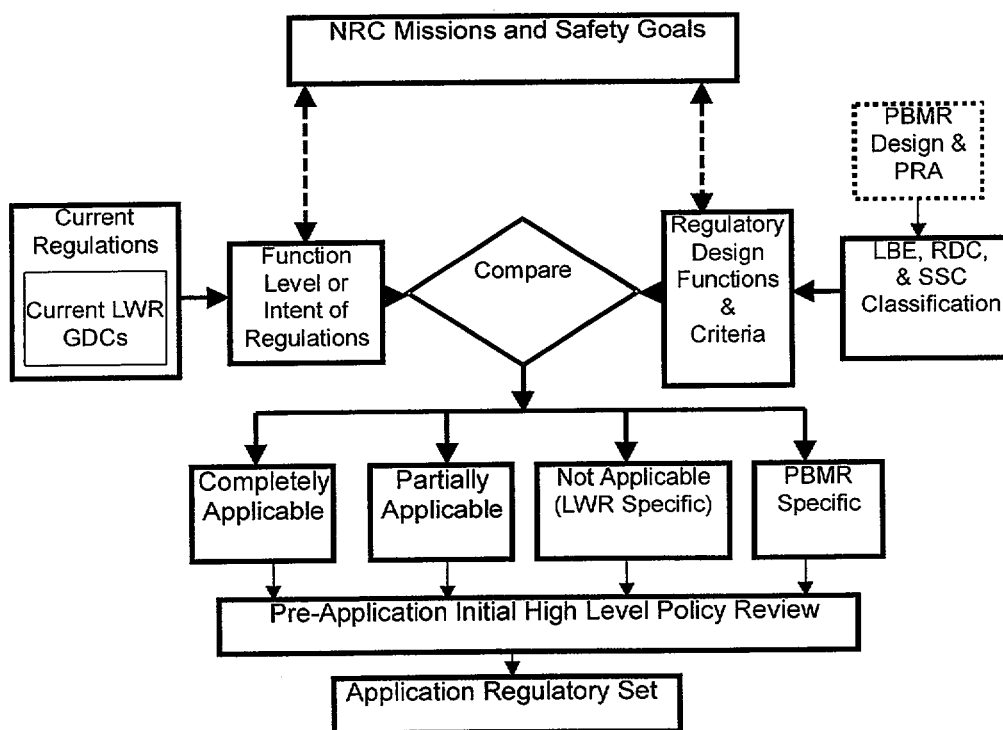 NRC Missions and Safety Goals
PBMR
Design &
PRA
Current
Regulations
Current LWR
GDCs
Function
Level or
Intent of
Regulations
Compare
Regulatory
Design
Functions
&
Criteria
LBE, RDC,
& SSC
Classification
Completely
Applicable
Partially
Applicable
Not Applicable
(LWR Specific)
PBMR
Specific
Pre-Application Initial High Level Policy Review
Application Regulatory Set